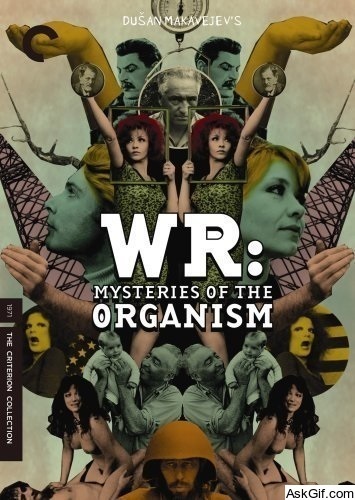 DUŠAN MAKAVEJEV'S
WR:
MYSTERIES OF THE
ORGANISM
1971
THE CRITERION COLLECTION
AskGif.com